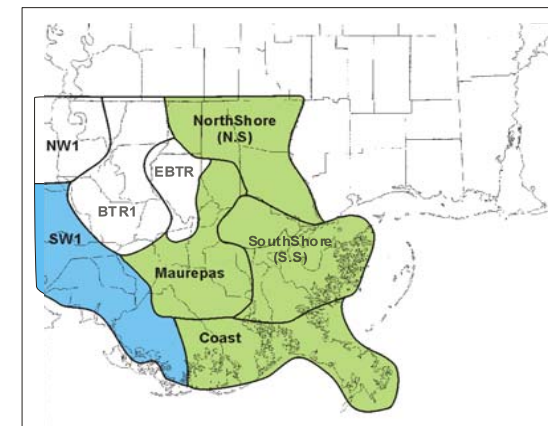 NorthShore
(N.S)
NW1
EBTR
BTR1
SouthShore
(S.S)
SW1
Maurepas
Coast